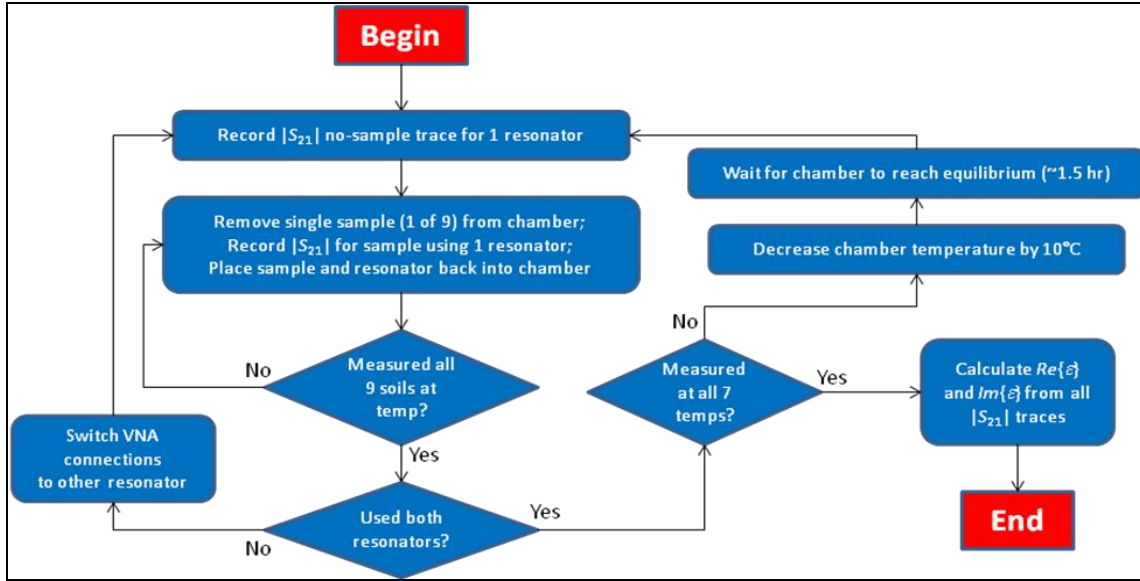 Begin
Record |S21| no-sample trace for 1 resonator
Remove single sample (1 of 9) from chamber;
Record |S21| for sample using 1 resonator;
Place sample and resonator back into chamber
Measured all
9 soils at
temp?
No
Yes
Used both
resonators?
No
Yes
Switch VNA
connections
to other resonator
Measured
at all 7
temps?
No
Yes
Decrease chamber temperature by 10°C
Wait for chamber to reach equilibrium (~1.5 hr)
Calculate Re{ε}
and Im{ε} from all
|S21| traces
End